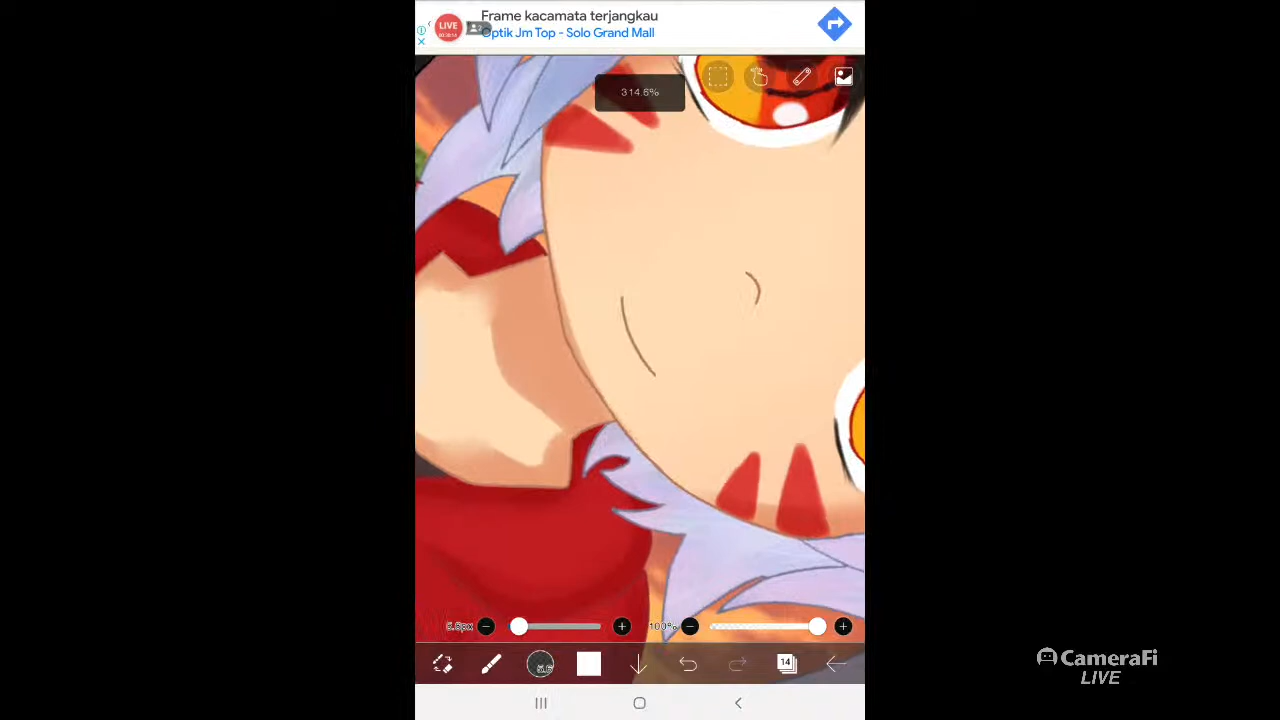 Frame kacamata terjangkau
LIVE
Optik Jm Top - Solo Grand Mall
314.6%
100%
14
CameraFi
LIVE